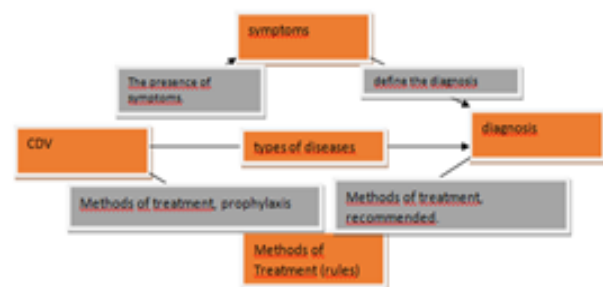 symptoms
The presence of
symptoms.
define the diagnosis
CDV
types of diseases
diagnosis
Methods of treatment, prophylaxis
Methods of treatment,
recommended.
Methods of
Treatment (rules)